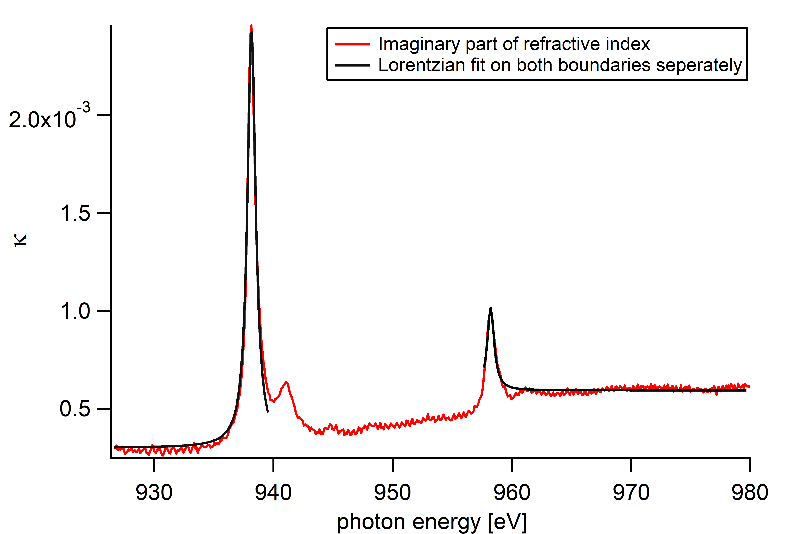 Imaginary part of refractive index
Lorentzian fit on both boundaries seperately
2.0x10-3
1.5
1.0
0.5
κ
930 940 950 960 970 980
photon energy [eV]